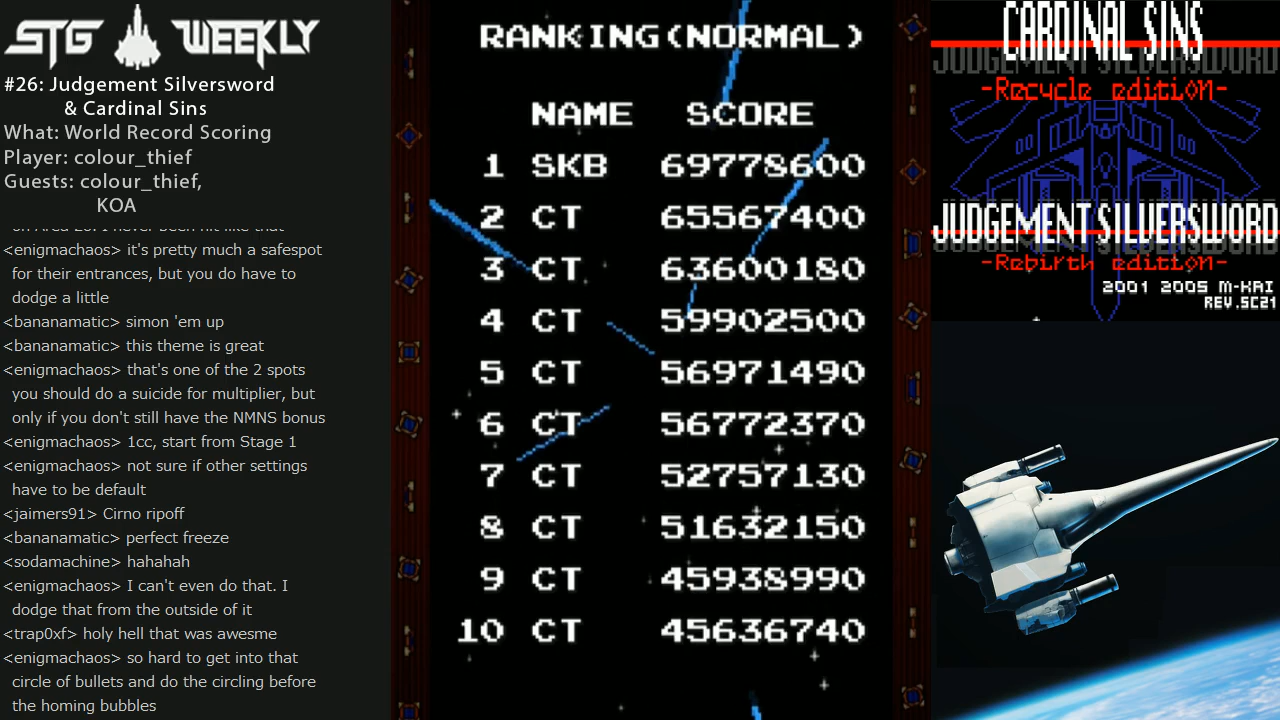 STG WEEKLY
#26: Judgement Silversword
& Cardinal Sins
What: World Record Scoring
Player: colour_thief
Guests: colour_thief,
KOA
<enigmachaos> it's pretty much a safespot
for their entrances, but you do have to
dodge a little
<bananamatic> simon 'em up
<bananamatic> this theme is great
<enigmachaos> that's one of the 2 spots
you should do a suicide for multiplier, but
only if you don't still have the NMNS bonus
<enigmachaos> 1cc, start from Stage 1
<enigmachaos> not sure if other settings
have to be default
<jaimers91> Cirno ripoff
<bananamatic> perfect freeze
<sodamachine> hahahah
<enigmachaos> I can't even do that. I
dodge that from the outside of it
<trap0xf> holy hell that was awesme
<enigmachaos> so hard to get into that
circle of bullets and do the circling before
the homing bubbles
RANKING(NORMAL)
NAME SCORE
1 SKB 69778600
2 CT 65567400
3 CT 63600180
4 CT 59902500
5 CT 56971490
6 CT 56772370
7 CT 52757130
8 CT 51632150
9 CT 45938990
10 CT 45636740
CARDINAL SINS
JUDGEMENT SILVERSWORD
-Recycle edition-
JUDGEMENT SILVERSWORD
-Rebirth edition-
2001 2005 M-KAI
REV.SC21